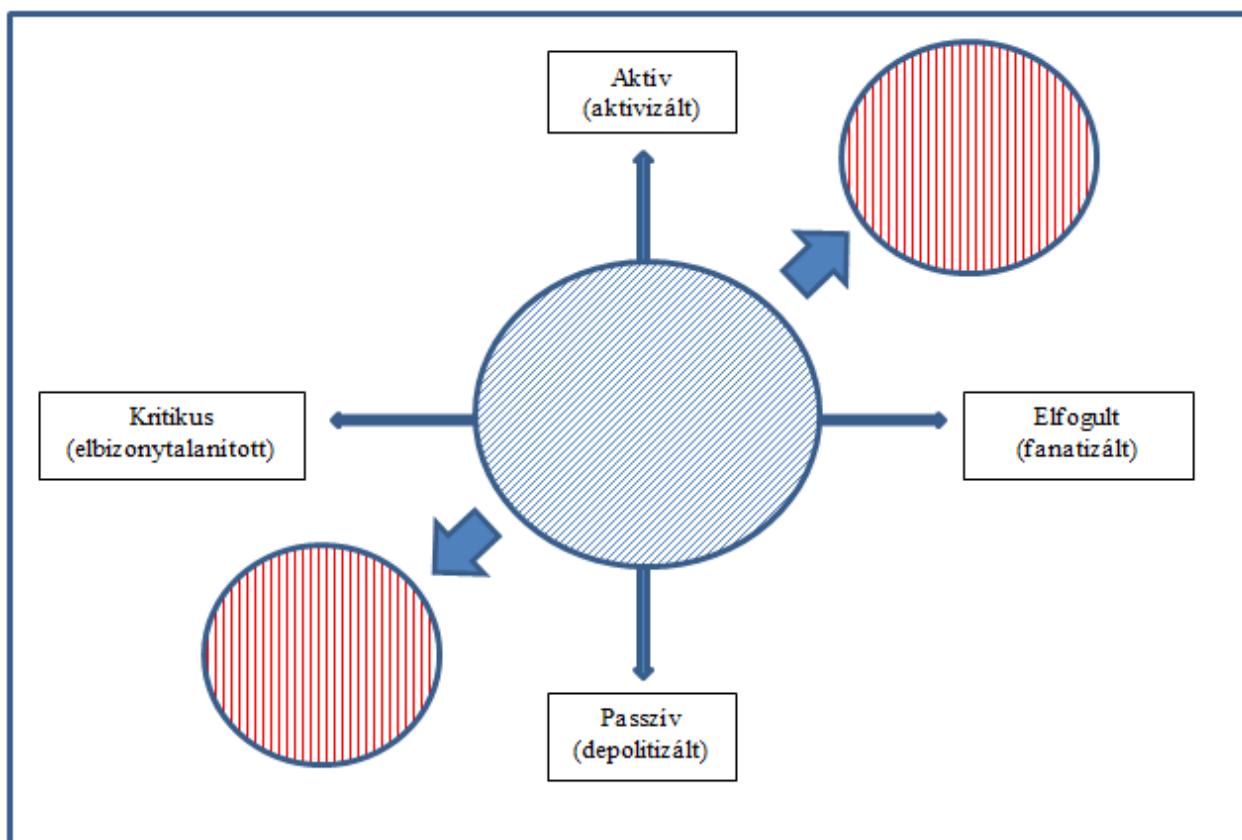 Aktív
(aktivizált)
Kritikus
(elbizonytalanított)
Elfogult
(fanatizált)
Passzív
(depolitizált)